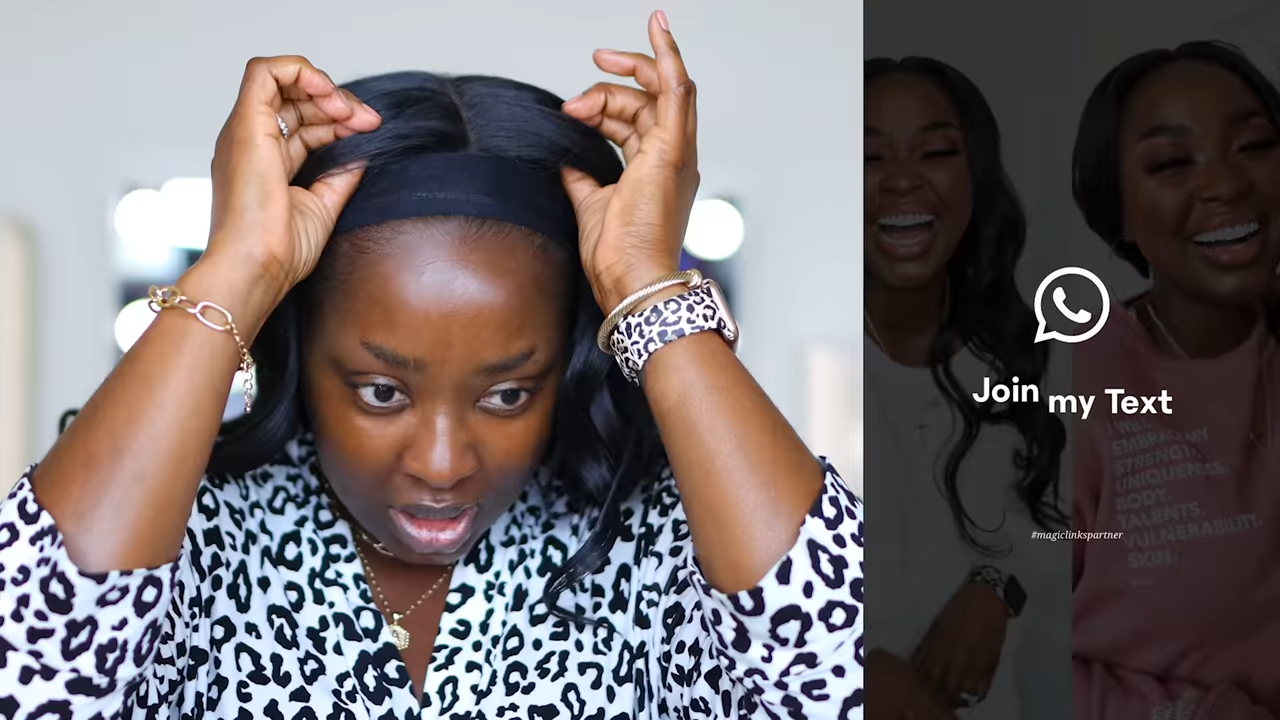 Join my Text
#magiclinkspartner
I WILL
EMBRACE MY
STRENGTH.
UNIQUENESS.
BODY.
TALENTS.
VULNERABILITY.
SKIN.